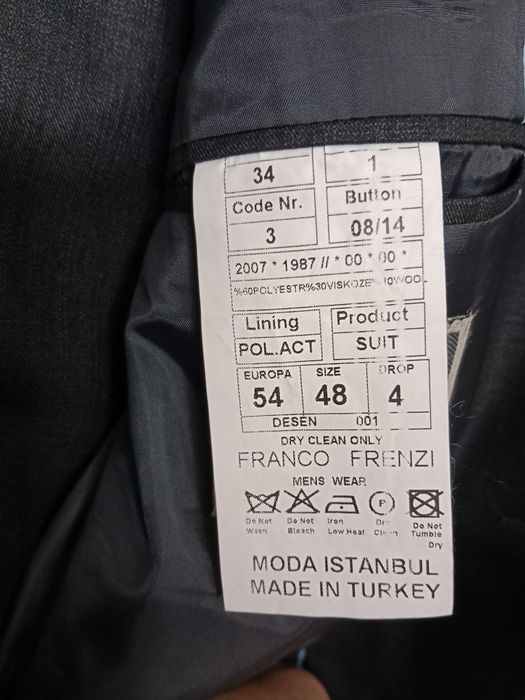 34 1
Code Nr. Button
3 08/14
2007 * 1987 // * 00 * 00 *
%60POLYESTR%30VISKOZE% 10WOOL
Lining Product
POL.ACT SUIT
EUROPA SIZE DROP
54 48 4
DESEN 001
DRY CLEAN ONLY
FRANCO FRENZI
MENS WEAR
P
Do Not Wash Do Not Bleach Iron Low Heat Dry Clean Do Not Tumble Dry
MODA ISTANBUL
MADE IN TURKEY